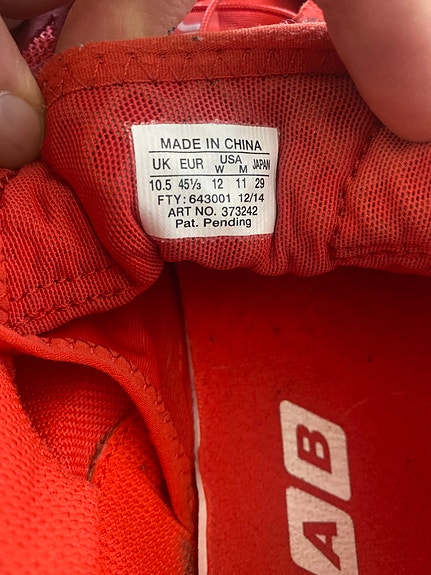 MADE IN CHINA
UK EUR USA W M JAPAN
10.5 45⅓ 12 11 29
FTY: 643001 12/14
ART NO. 373242
Pat. Pending
A B